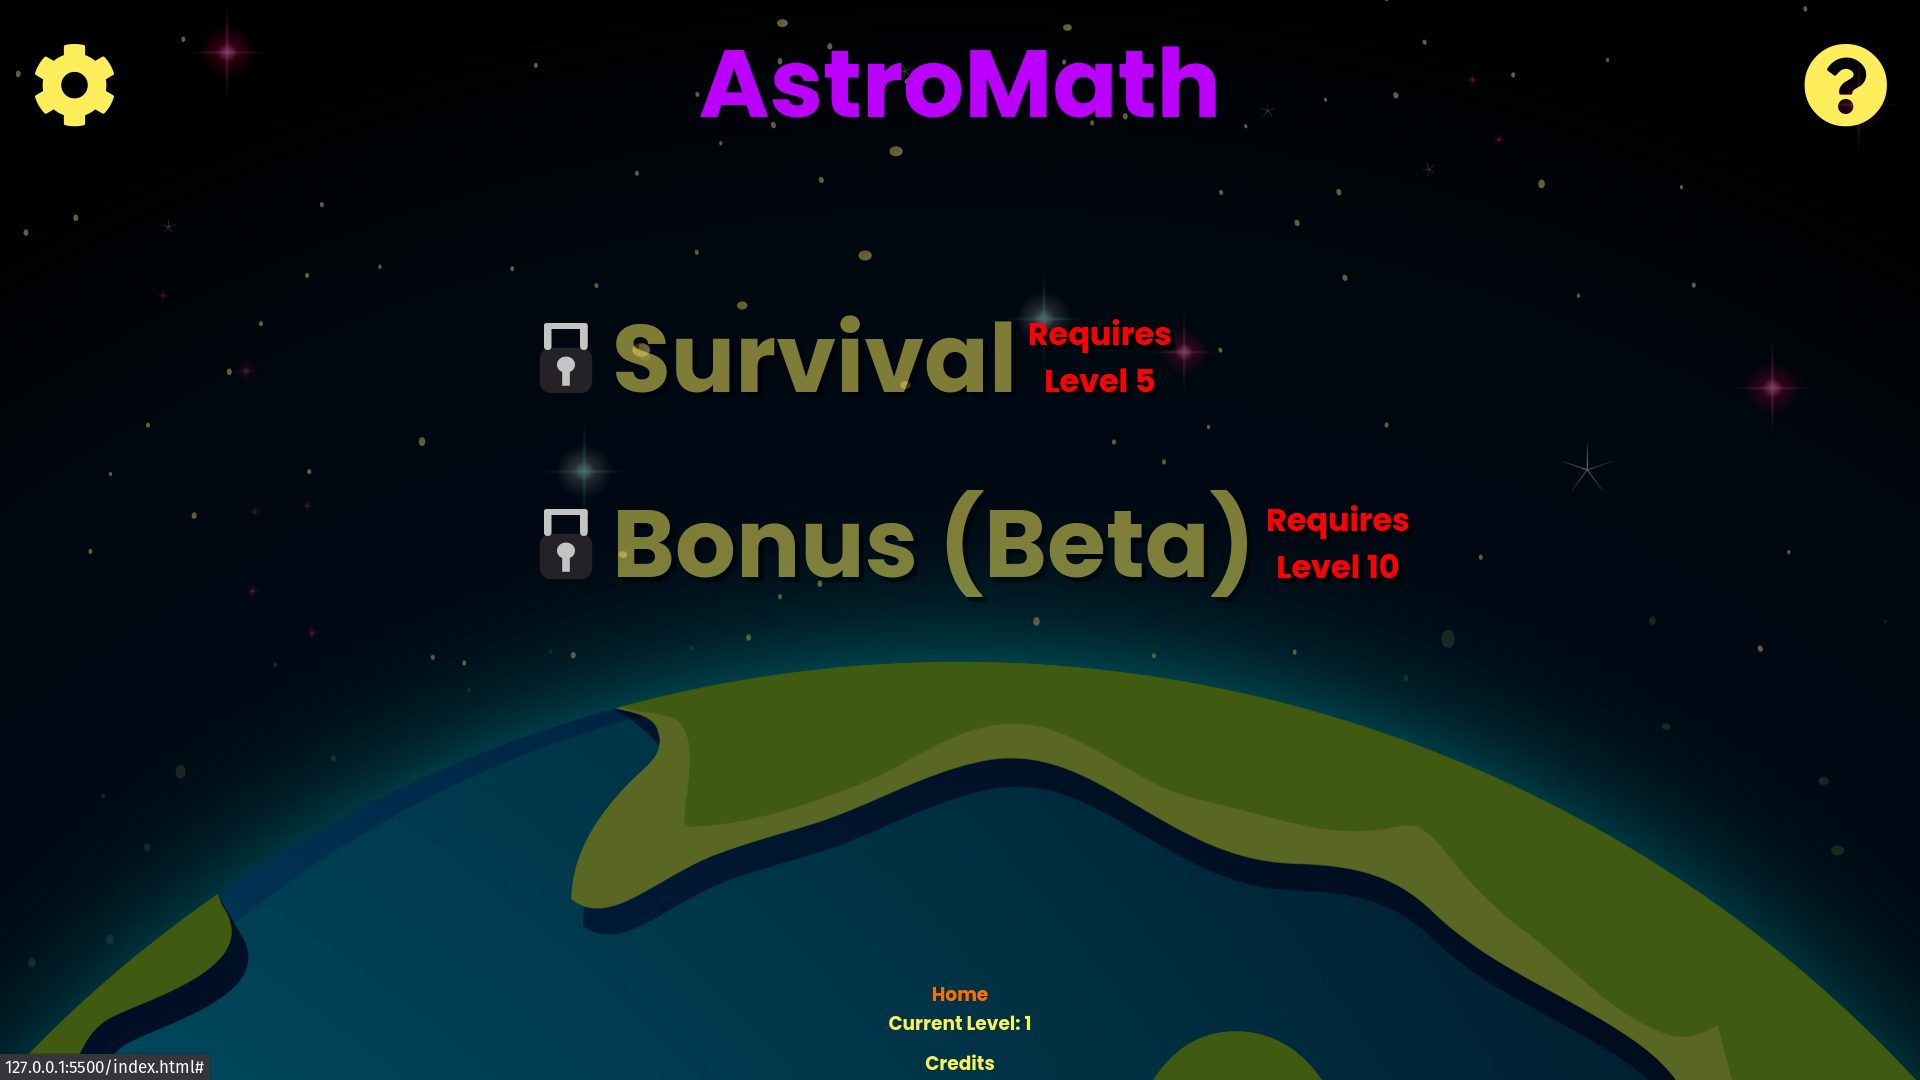 AstroMath
Survival
Requires
Level 5
Bonus (Beta)
Requires
Level 10
Home
Current Level: 1
Credits
127.0.0.1:5500/index.html#